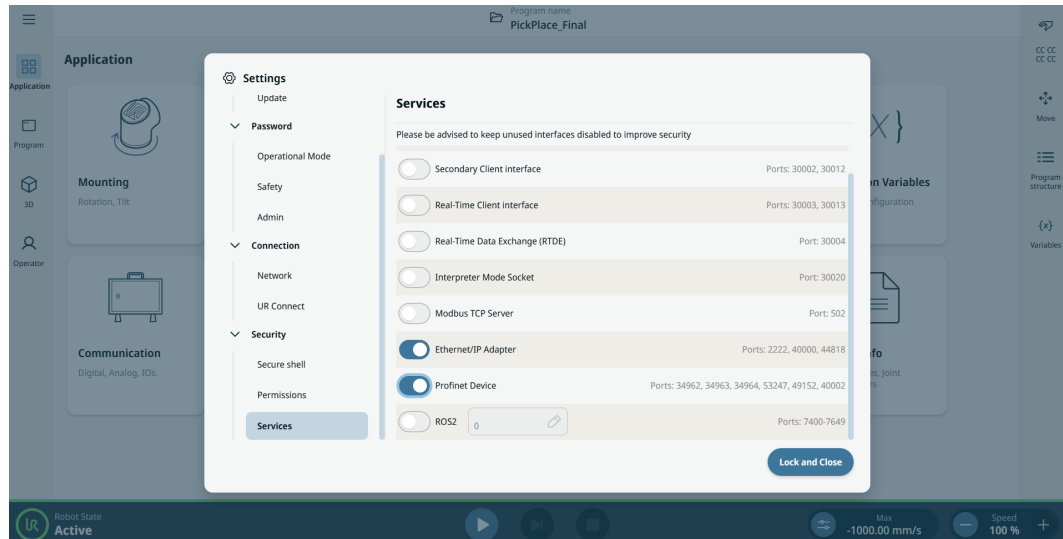 Program name
PickPlace_Final
Application
Application
Program
3D
Operator
Mounting
Rotation, Tilt
Communication
Digital, Analog, IOs.
Settings
Update
Password
Operational Mode
Safety
Admin
Connection
Network
UR Connect
Security
Secure shell
Permissions
Services
Services
Please be advised to keep unused interfaces disabled to improve security
Secondary Client interface Ports: 30002, 30012
Real-Time Client interface Ports: 30003, 30013
Real-Time Data Exchange (RTDE) Port: 30004
Interpreter Mode Socket Port: 30020
Modbus TCP Server Port: 502
Ethernet/IP Adapter Ports: 2222, 40000, 44818
Profinet Device Ports: 34962, 34963, 34964, 53247, 49152, 40002
ROS2 0 Ports: 7400-7649
Lock and Close
X }
Variables
CC CC
CC CC
Move
Program
structure
{x}
Variables
UR
Robot State
Active
Max
-1000.00 mm/s
Speed
100 %